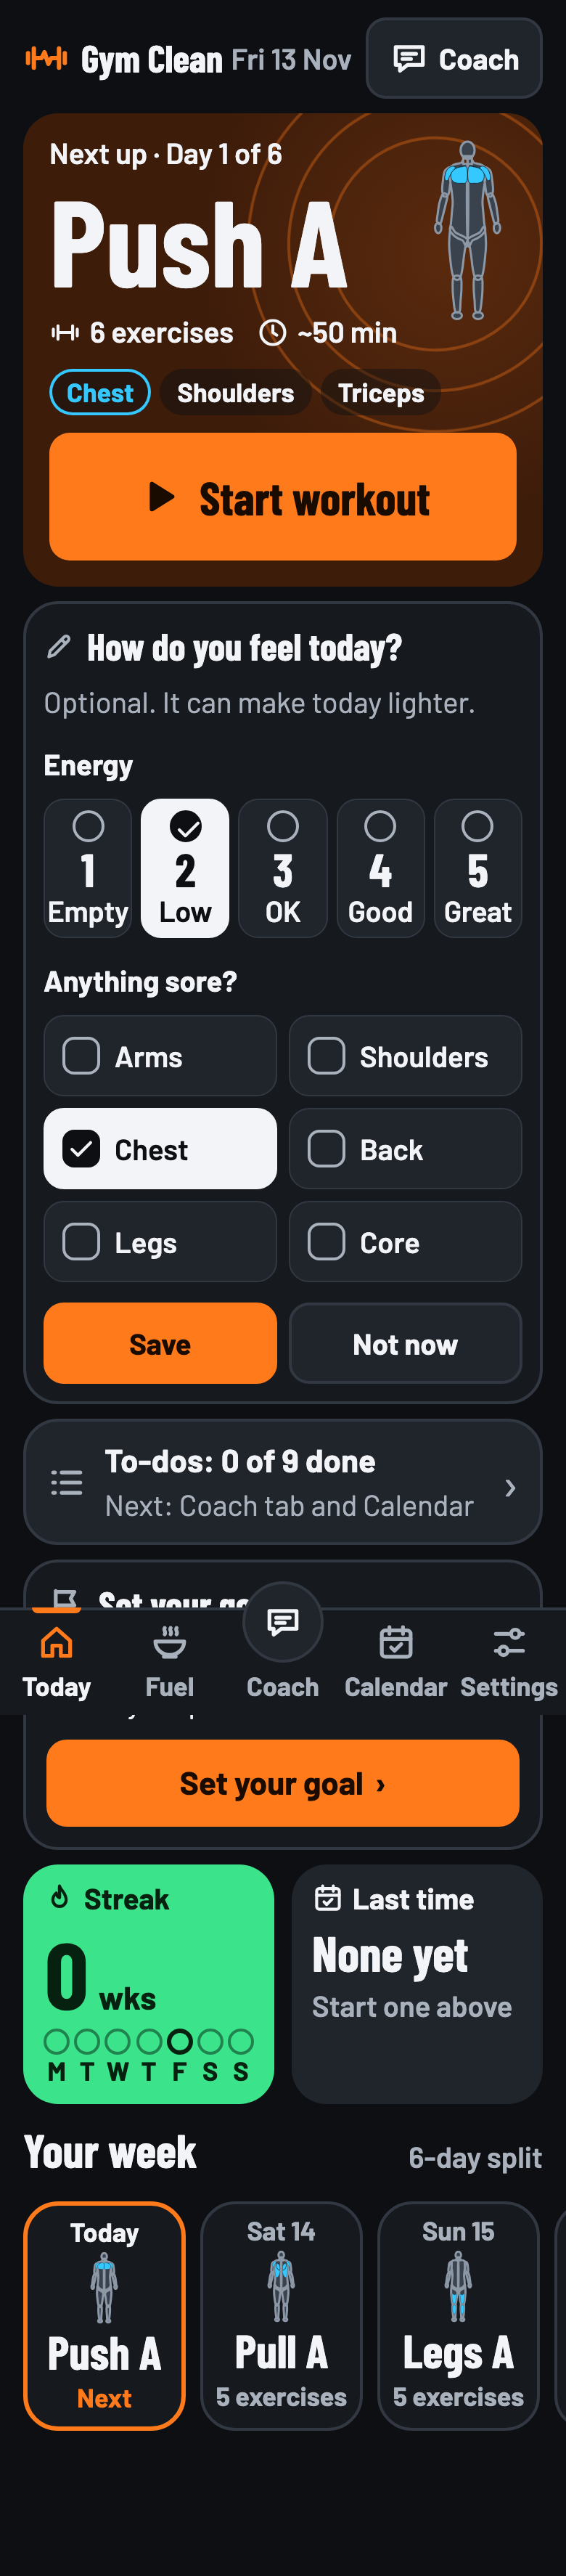 Gym Clean Fri 13 Nov Coach
Next up · Day 1 of 6
Push A
6 exercises ~50 min
Chest Shoulders Triceps
Start workout
How do you feel today?
Optional. It can make today lighter.
Energy
1 2 3 4 5
Empty Low OK Good Great
Anything sore?
Arms Shoulders
Chest Back
Legs Core
Save Not now
To-dos: 0 of 9 done
Next: Coach tab and Calendar ›
Today Fuel Coach Calendar Settings
Set your goal ›
Streak
0 wks
M T W T F S S
Last time
None yet
Start one above
Your week 6-day split
Today
Push A
Next
Sat 14
Pull A
5 exercises
Sun 15
Legs A
5 exercises